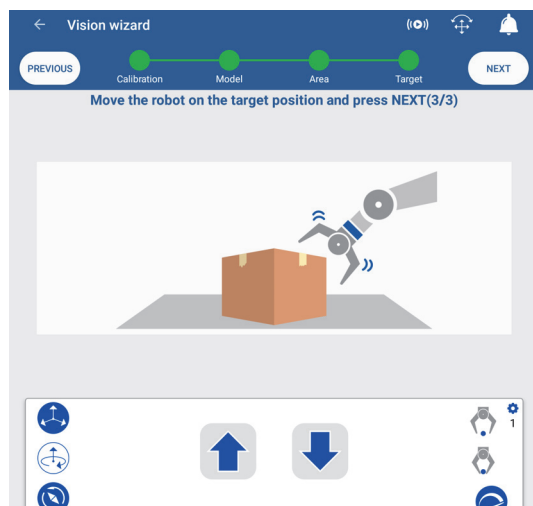 Vision wizard
PREVIOUS
Calibration
Model
Area
Target
NEXT
Move the robot on the target position and press NEXT(3/3)
1